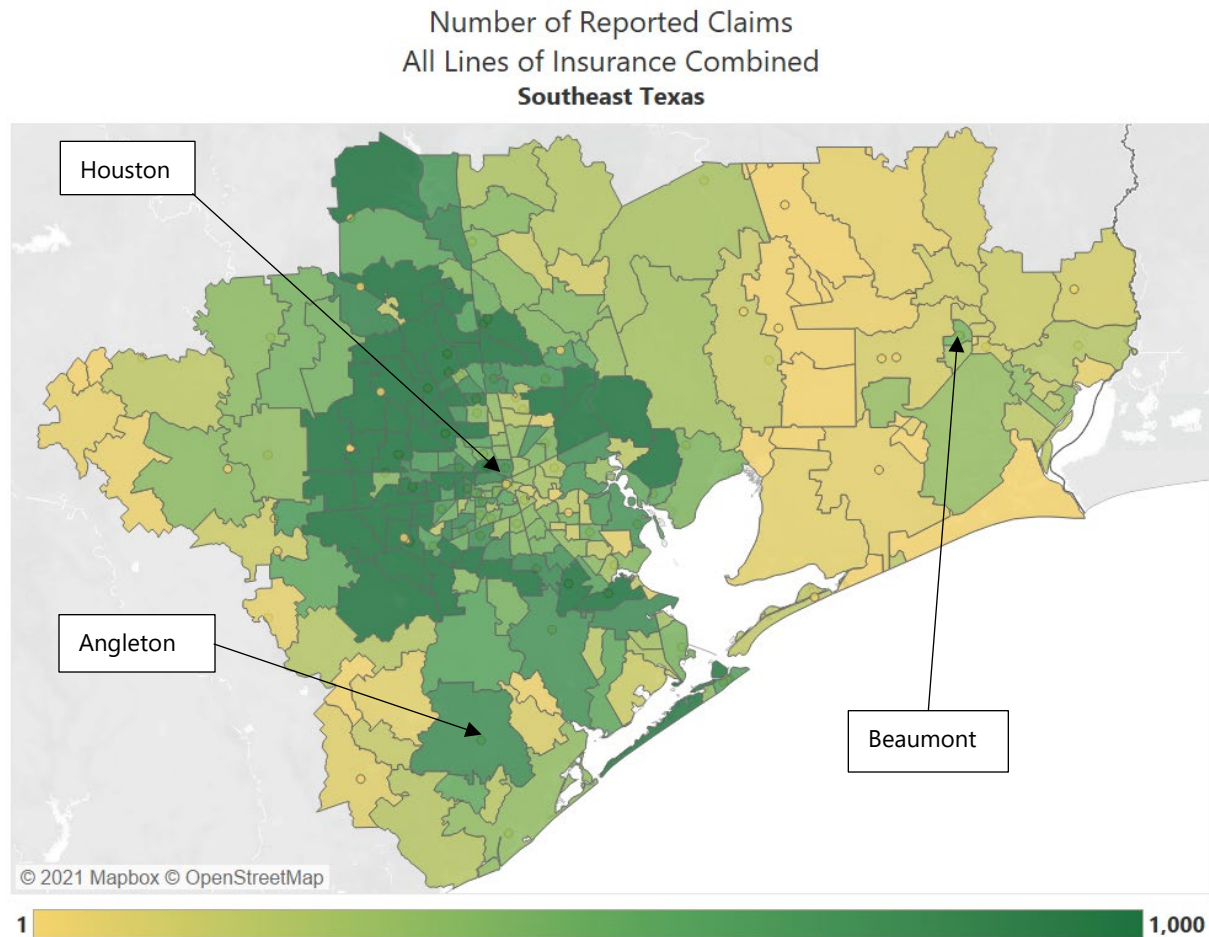 Number of Reported Claims
All Lines of Insurance Combined
Southeast Texas
Houston
Angleton
Beaumont
© 2021 Mapbox © OpenStreetMap
1
1,000